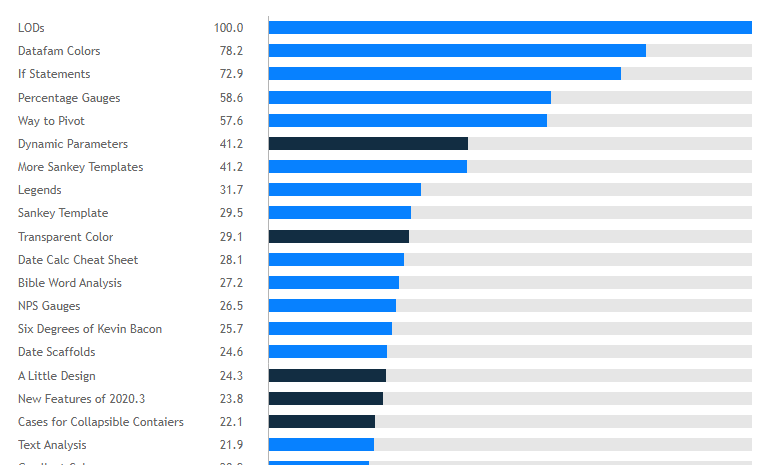 LODs 100.0
Datafam Colors 78.2
If Statements 72.9
Percentage Gauges 58.6
Way to Pivot 57.6
Dynamic Parameters 41.2
More Sankey Templates 41.2
Legends 31.7
Sankey Template 29.5
Transparent Color 29.1
Date Calc Cheat Sheet 28.1
Bible Word Analysis 27.2
NPS Gauges 26.5
Six Degrees of Kevin Bacon 25.7
Date Scaffolds 24.6
A Little Design 24.3
New Features of 2020.3 23.8
Cases for Collapsible Contaiers 22.1
Text Analysis 21.9